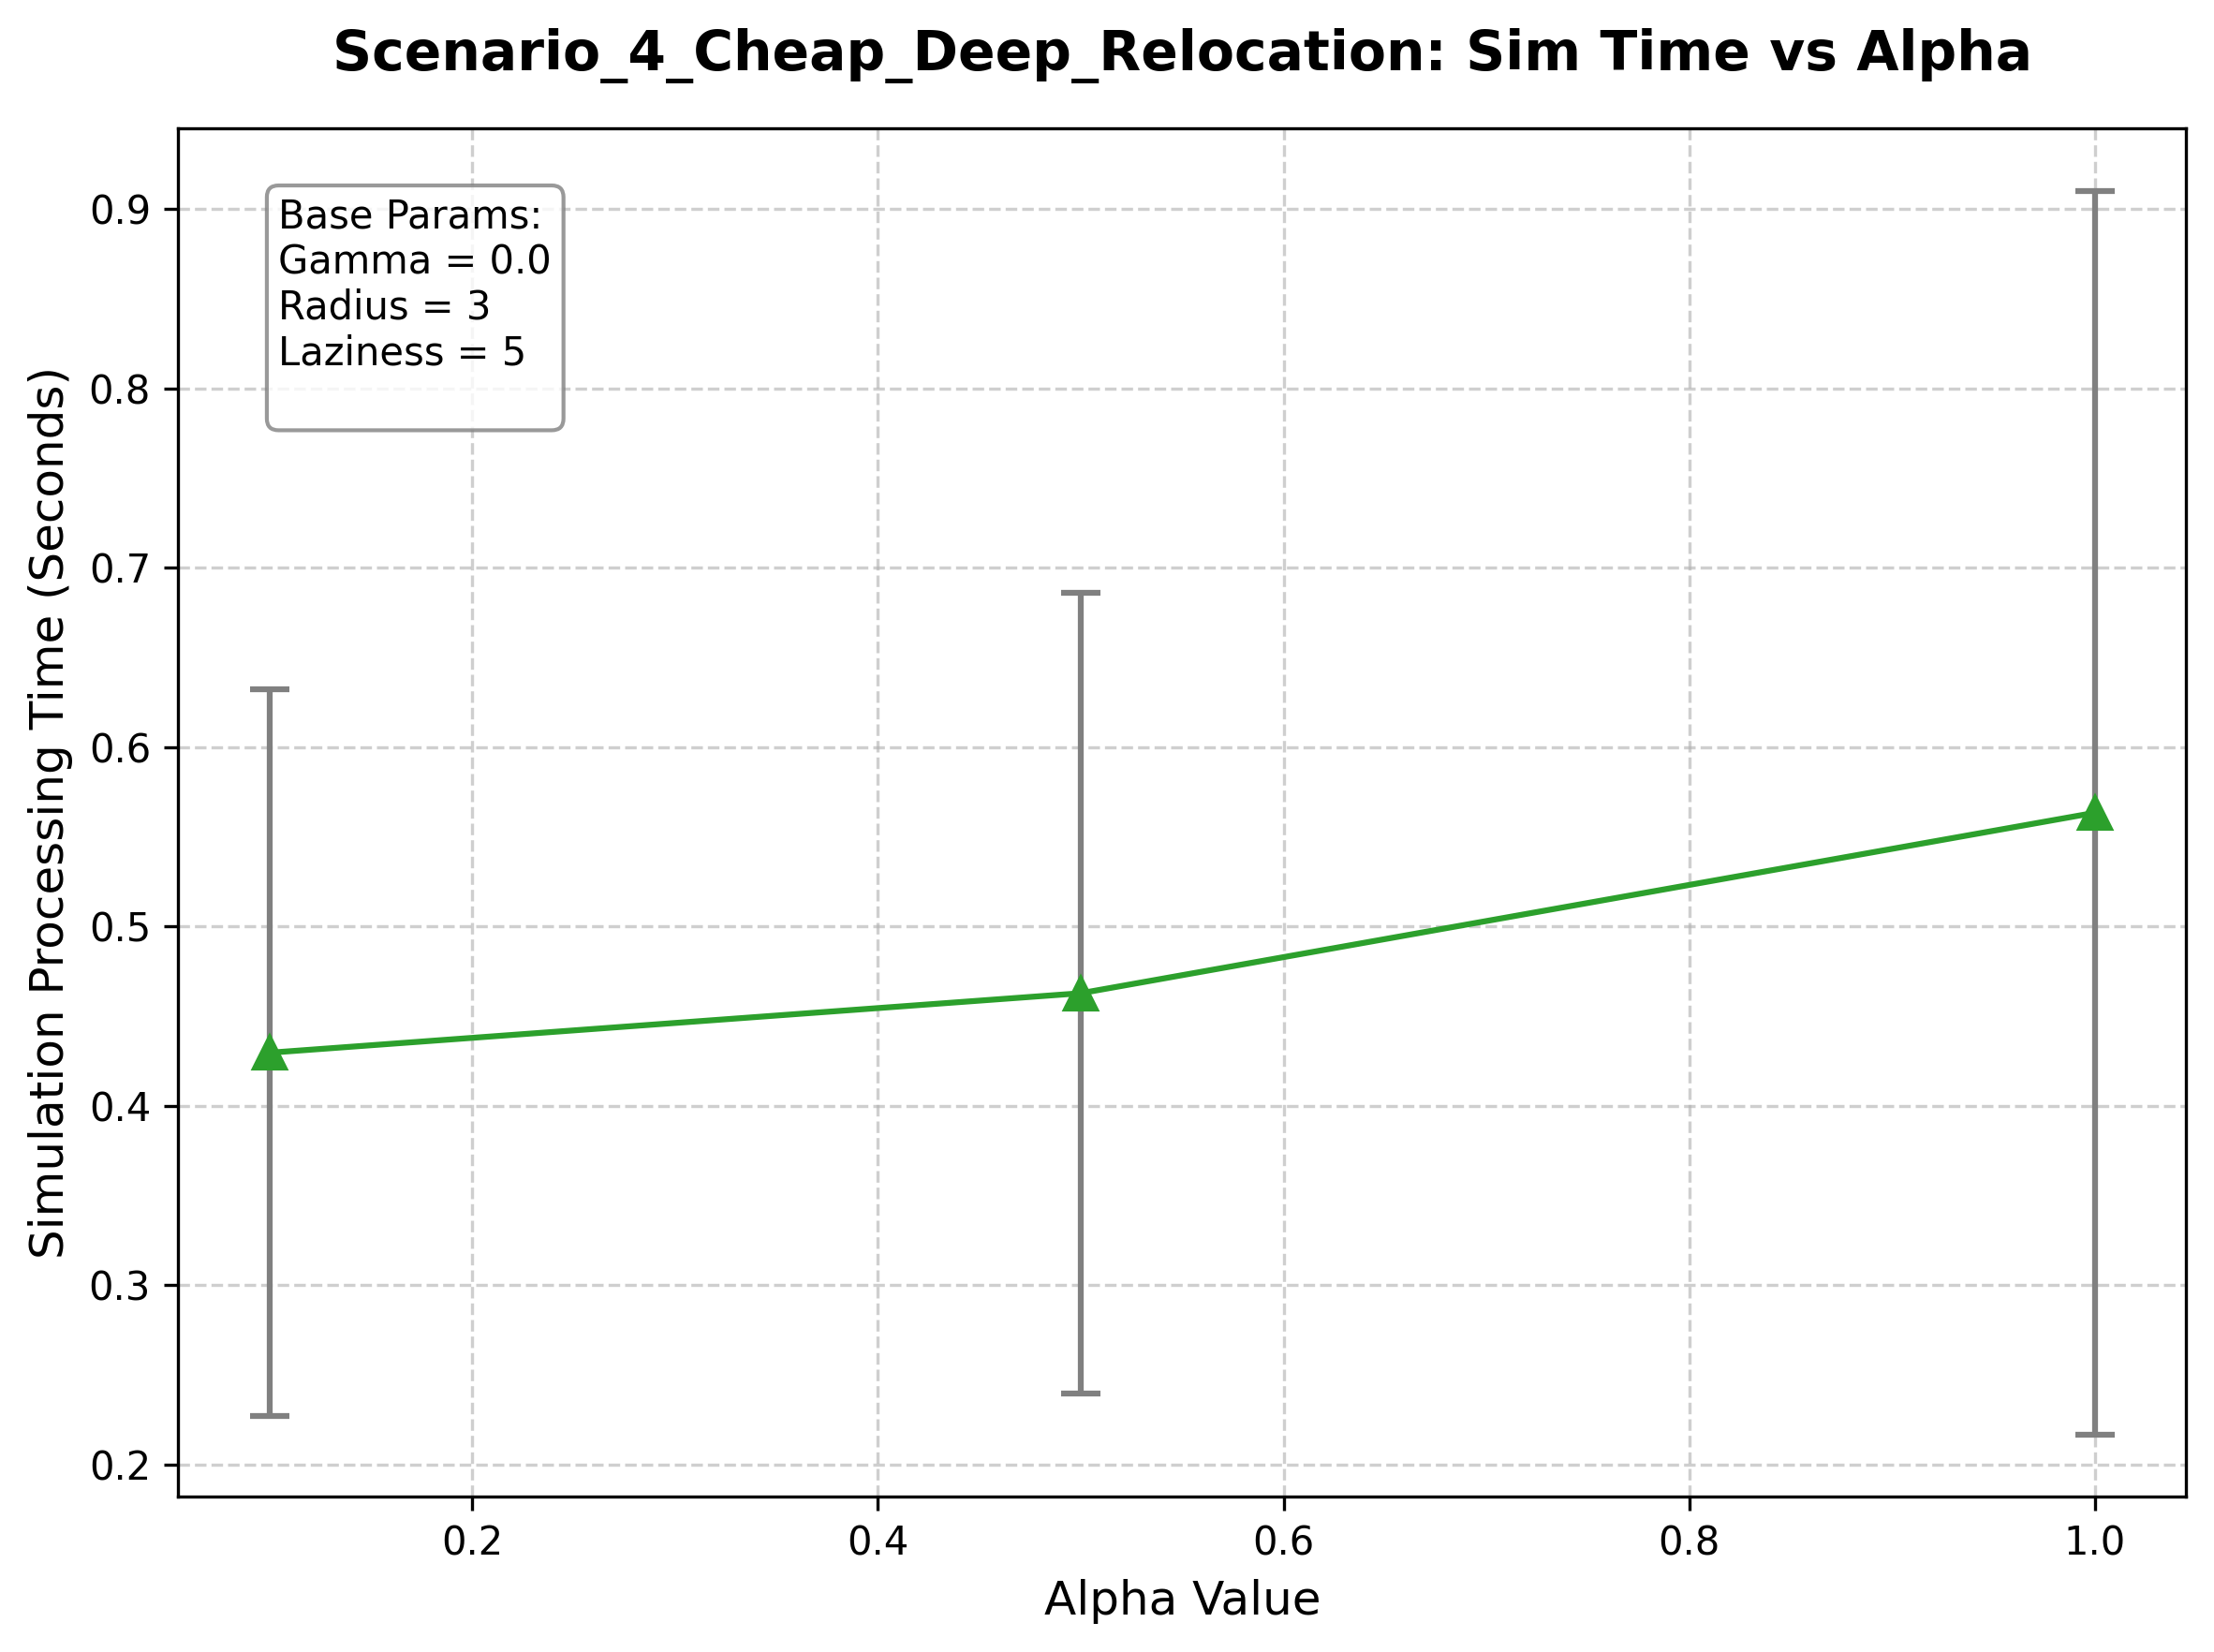 Scenario_4_Cheap_Deep_Relocation: Sim Time vs Alpha
Base Params:
Gamma = 0.0
Radius = 3
Laziness = 5
Simulation Processing Time (Seconds)
0.9
0.8
0.7
0.6
0.5
0.4
0.3
0.2
0.2 0.4 0.6 0.8 1.0
Alpha Value